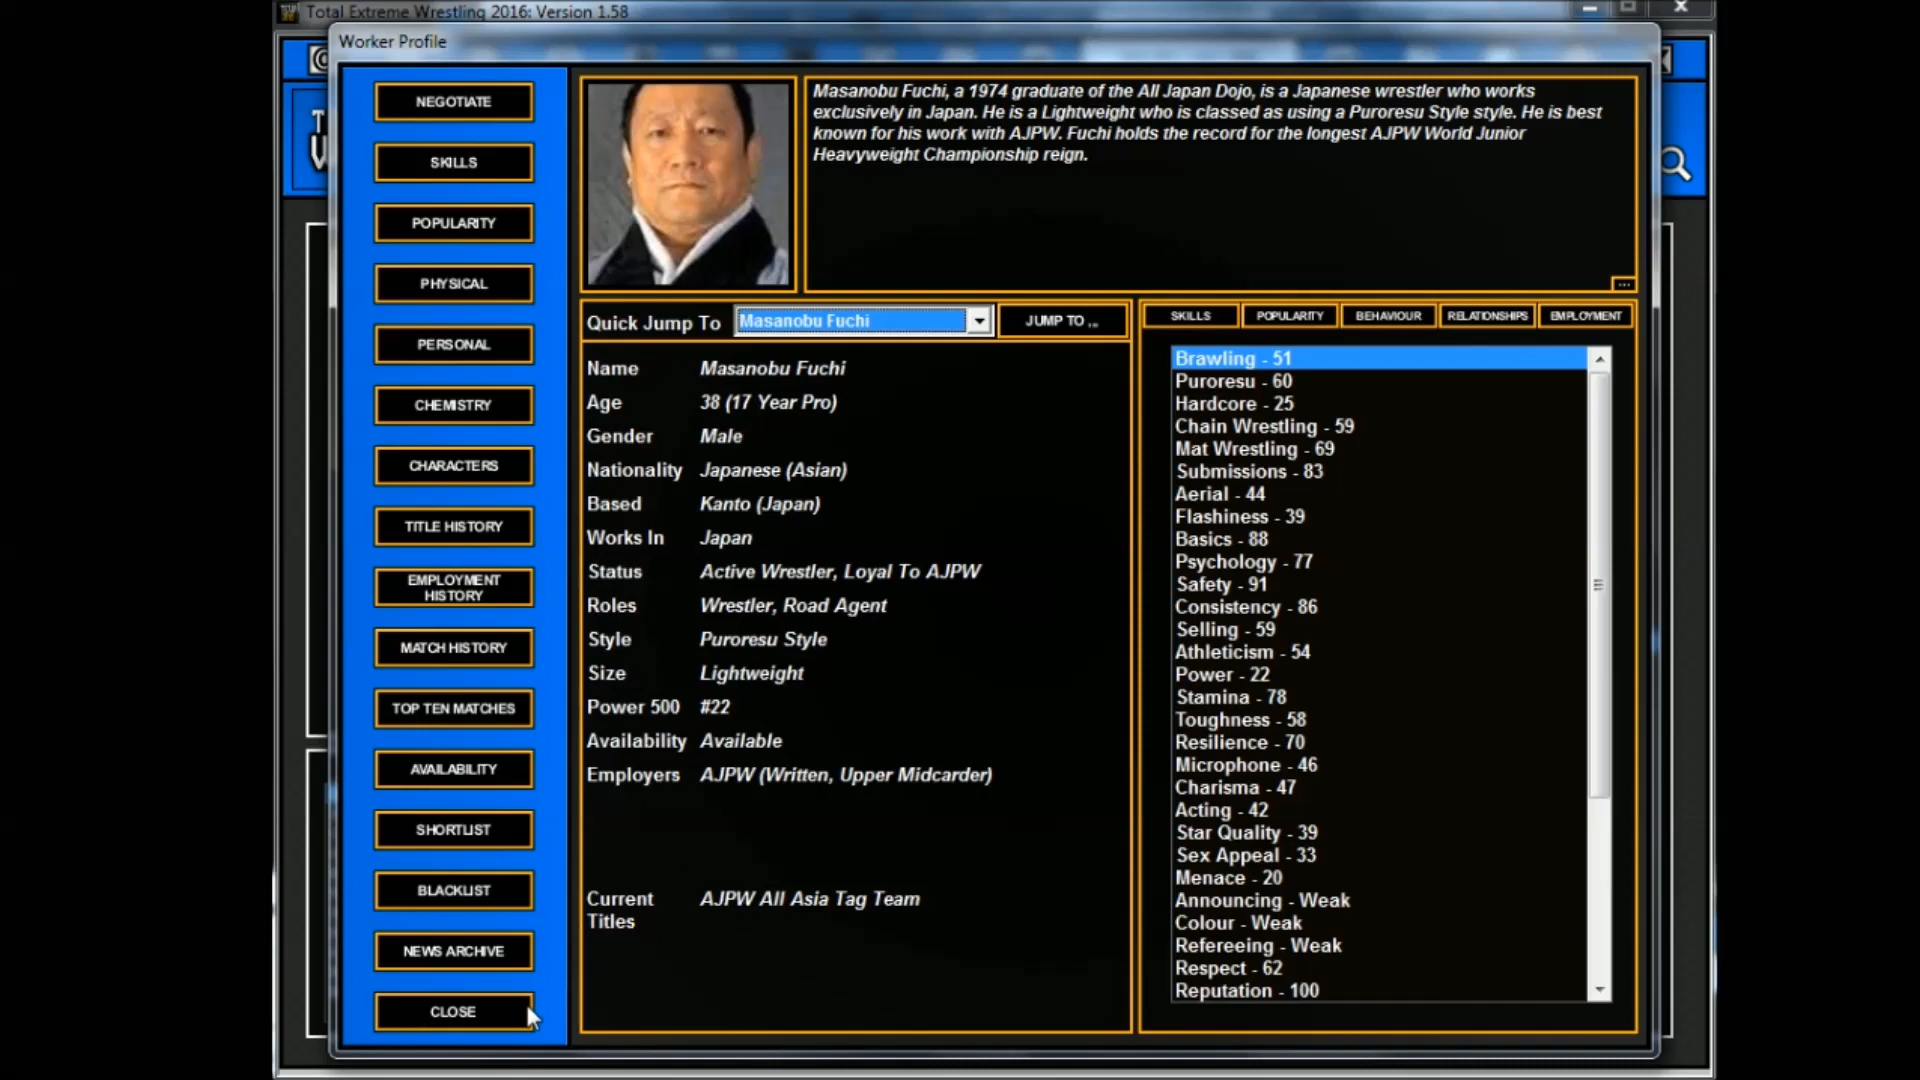 Total Extreme Wrestling 2016: Version 1.58
Worker Profile
NEGOTIATE
SKILLS
POPULARITY
PHYSICAL
PERSONAL
CHEMISTRY
CHARACTERS
TITLE HISTORY
EMPLOYMENT
HISTORY
MATCH HISTORY
TOP TEN MATCHES
AVAILABILITY
SHORTLIST
BLACKLIST
NEWS ARCHIVE
CLOSE
Masanobu Fuchi, a 1974 graduate of the All Japan Dojo, is a Japanese wrestler who works
exclusively in Japan. He is a Lightweight who is classed as using a Puroresu Style style. He is best
known for his work with AJPW. Fuchi holds the record for the longest AJPW World Junior
Heavyweight Championship reign.
...
Quick Jump To Masanobu Fuchi JUMP TO ...
Name Masanobu Fuchi
Age 38 (17 Year Pro)
Gender Male
Nationality Japanese (Asian)
Based Kanto (Japan)
Works In Japan
Status Active Wrestler, Loyal To AJPW
Roles Wrestler, Road Agent
Style Puroresu Style
Size Lightweight
Power 500 #22
Availability Available
Employers AJPW (Written, Upper Midcarder)
Current AJPW All Asia Tag Team
Titles
SKILLS POPULARITY BEHAVIOUR RELATIONSHIPS EMPLOYMENT
Brawling - 51
Puroresu - 60
Hardcore - 25
Chain Wrestling - 59
Mat Wrestling - 69
Submissions - 83
Aerial - 44
Flashiness - 39
Basics - 88
Psychology - 77
Safety - 91
Consistency - 86
Selling - 59
Athleticism - 54
Power - 22
Stamina - 78
Toughness - 58
Resilience - 70
Microphone - 46
Charisma - 47
Acting - 42
Star Quality - 39
Sex Appeal - 33
Menace - 20
Announcing - Weak
Colour - Weak
Refereeing - Weak
Respect - 62
Reputation - 100